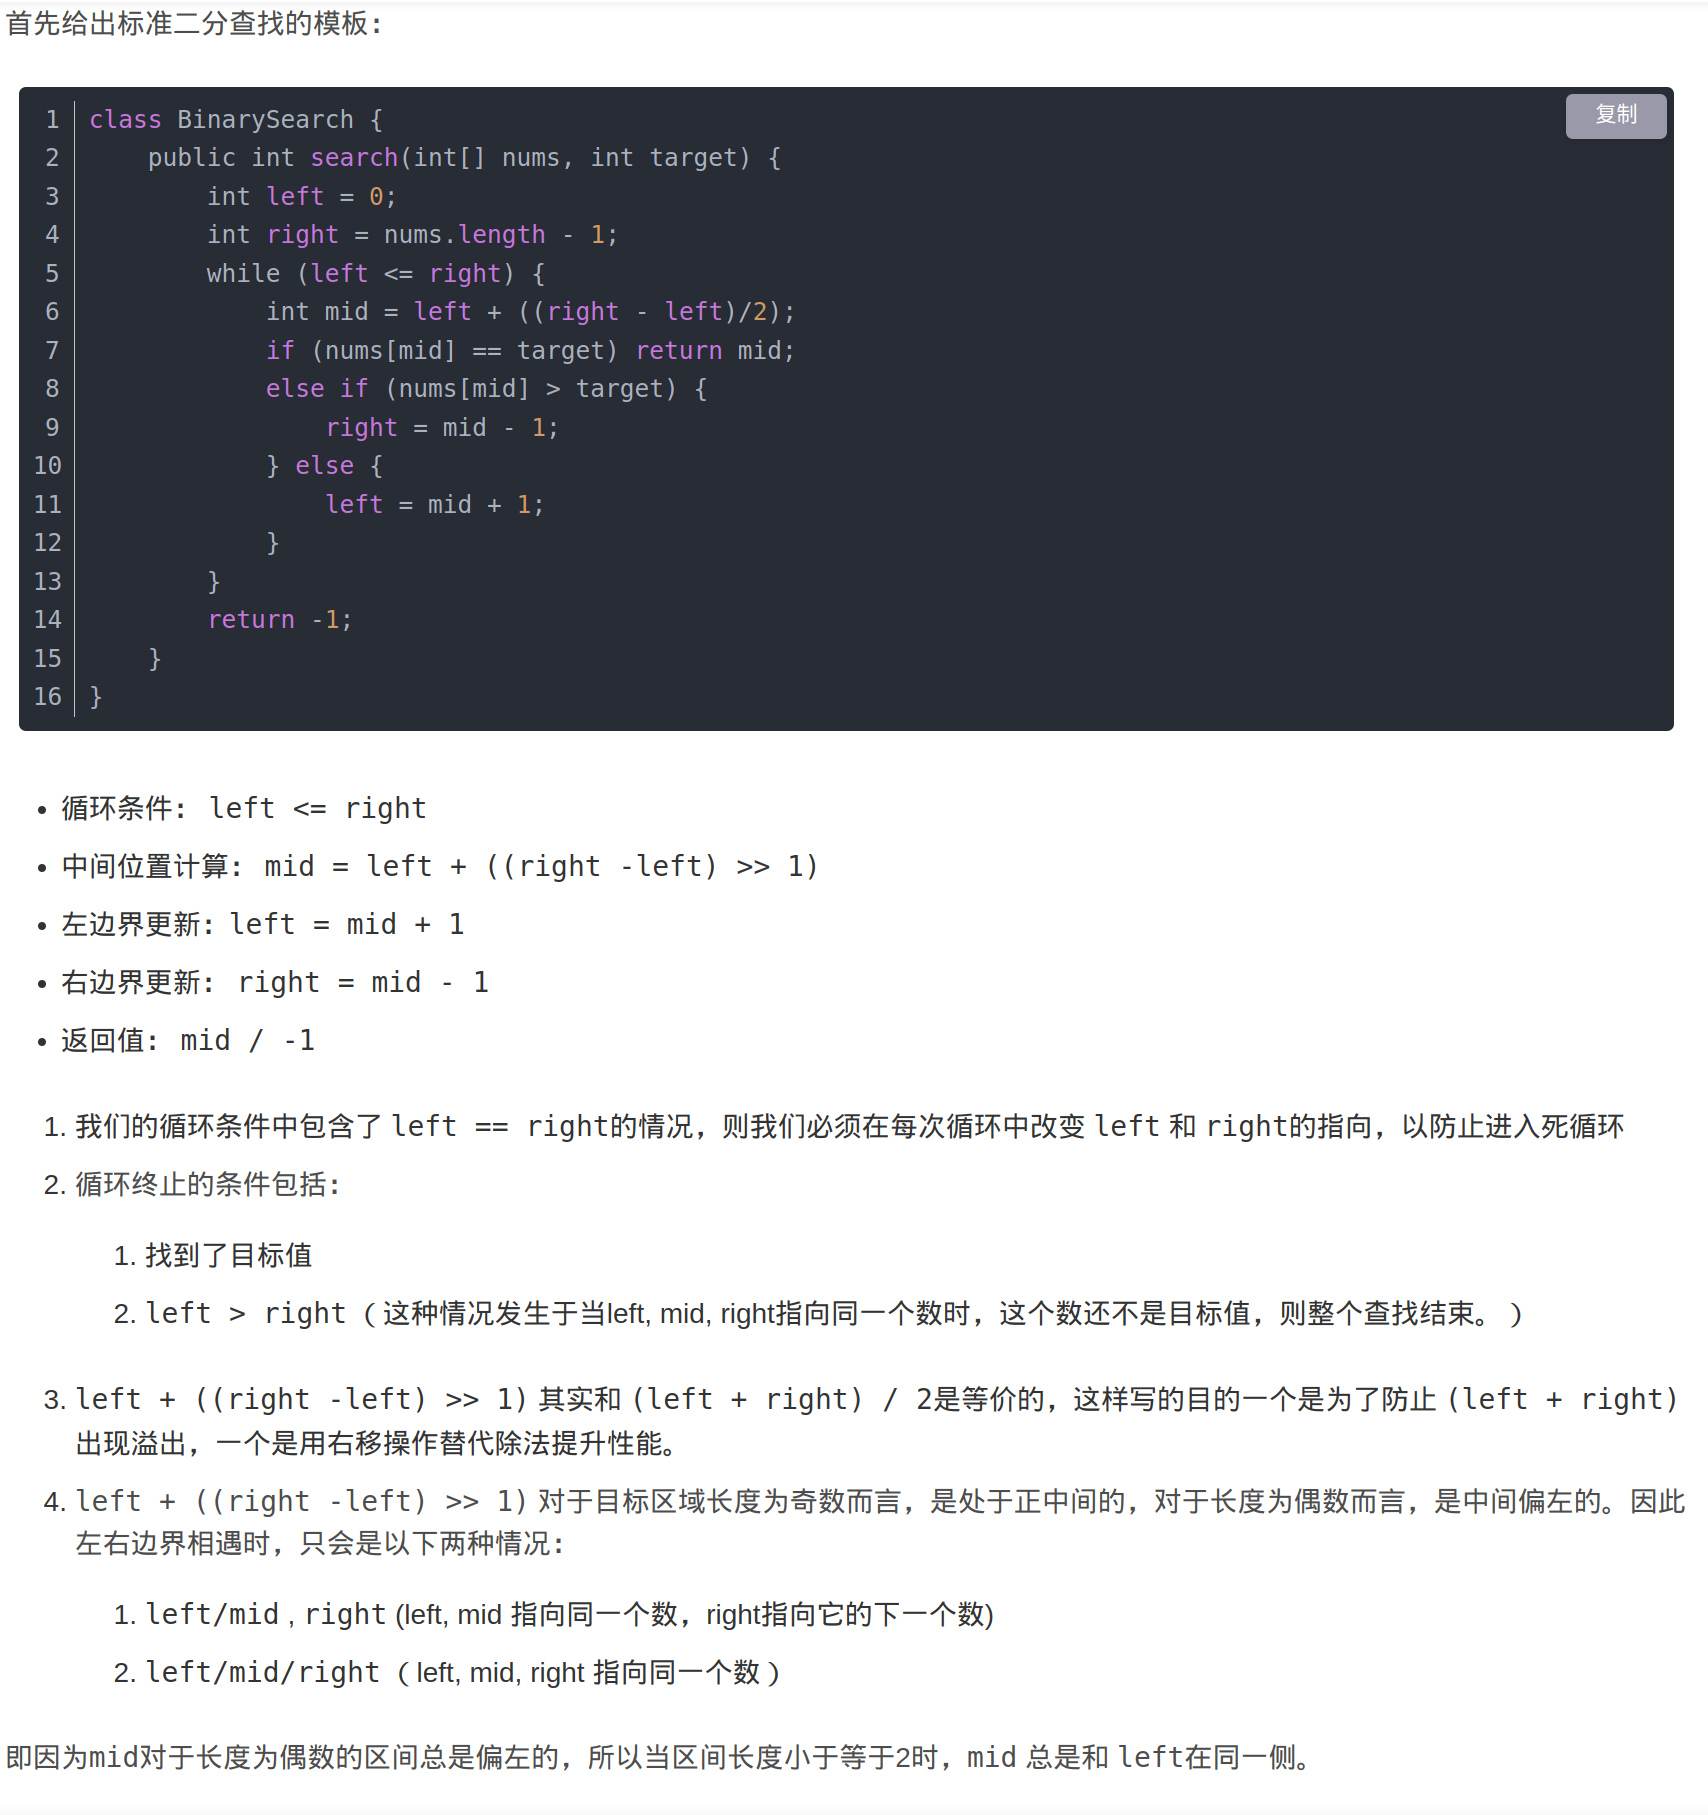 首先给出标准二分查找的模板：
复制
1 class BinarySearch {
2     public int search(int[] nums, int target) {
3         int left = 0;
4         int right = nums.length - 1;
5         while (left <= right) {
6             int mid = left + ((right - left)/2);
7             if (nums[mid] == target) return mid;
8             else if (nums[mid] > target) {
9                 right = mid - 1;
10             } else {
11                 left = mid + 1;
12             }
13         }
14         return -1;
15     }
16 }
• 循环条件： left <= right
• 中间位置计算： mid = left + ((right -left) >> 1)
• 左边界更新：left = mid + 1
• 右边界更新： right = mid - 1
• 返回值： mid / -1
1. 我们的循环条件中包含了 left == right的情况，则我们必须在每次循环中改变 left 和 right的指向，以防止进入死循环
2. 循环终止的条件包括：
1. 找到了目标值
2. left > right （这种情况发生于当left, mid, right指向同一个数时，这个数还不是目标值，则整个查找结束。）
3. left + ((right -left) >> 1) 其实和 (left + right) / 2是等价的，这样写的目的一个是为了防止 (left + right)
出现溢出，一个是用右移操作替代除法提升性能。
4. left + ((right -left) >> 1) 对于目标区域长度为奇数而言，是处于正中间的，对于长度为偶数而言，是中间偏左的。因此
左右边界相遇时，只会是以下两种情况：
1. left/mid , right (left, mid 指向同一个数，right指向它的下一个数)
2. left/mid/right （left, mid, right 指向同一个数）
即因为mid对于长度为偶数的区间总是偏左的，所以当区间长度小于等于2时，mid 总是和 left在同一侧。